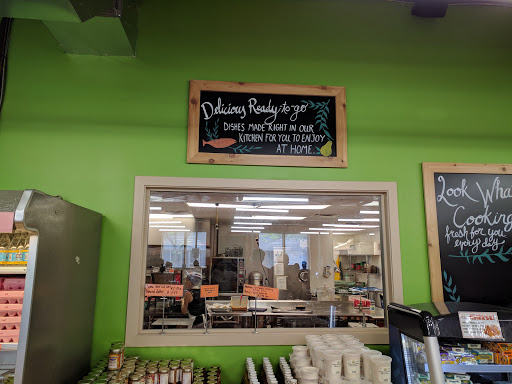 Delicious Ready-to-go
DISHES MADE RIGHT IN OUR
KITCHEN FOR YOU TO ENJOY
AT HOME
Look Wha
Cooking
fresh for you
every day